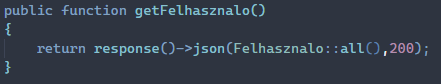 public function getFelhasznalo()
{
    return response()->json(Felhasznalo::all(),200);
}